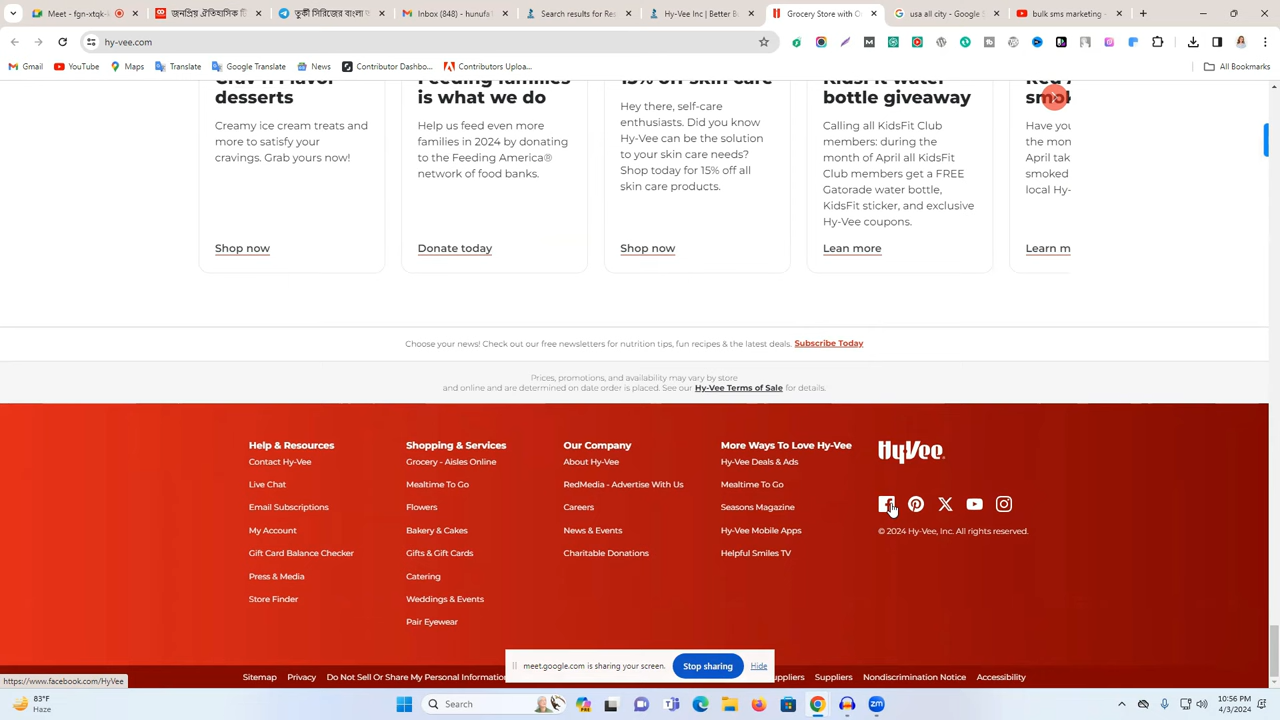 Meet - fgn-nvzd
আলহামদুলিল্লাহ
Inbox (848) - hunufa
Search results for Res
Hy-Vee Inc | Better B
Grocery Store with O
usa all - Google S
bulk sms marketing -
hy-vee.com
Gmail
YouTube
Maps
Translate
Google Translate
News
Contributor Dashbo...
Contributors Uploa...
All Bookmarks
desserts
Creamy ice cream treats and
more to satisfy your
cravings. Grab yours now!
Shop now
Feeding families
is what we do
Help us feed even more
families in 2024 by donating
to the Feeding America®
network of food banks.
Donate today
15% off skin care
Hey there, self-care
enthusiasts. Did you know
Hy-Vee can be the solution
to your skin care needs?
Shop today for 15% off all
skin care products.
Shop now
KidsFit water
bottle giveaway
Calling all KidsFit Club
members: during the
month of April all KidsFit
Club members get a FREE
Gatorade water bottle,
KidsFit sticker, and exclusive
Hy-Vee coupons.
Lean more
smok
Have you
the mon
April tak
smoked
local Hy-
Learn m
Choose your news! Check out our free newsletters for nutrition tips, fun recipes & the latest deals. Subscribe Today
Prices, promotions, and availability may vary by store
and online and are determined on date order is placed. See our Hy-Vee Terms of Sale for details.
Help & Resources
Contact Hy-Vee
Live Chat
Email Subscriptions
My Account
Gift Card Balance Checker
Press & Media
Store Finder
Shopping & Services
Grocery - Aisles Online
Mealtime To Go
Flowers
Bakery & Cakes
Gifts & Gift Cards
Catering
Weddings & Events
Pair Eyewear
Our Company
About Hy-Vee
RedMedia - Advertise With Us
Careers
News & Events
Charitable Donations
More Ways To Love Hy-Vee
Hy-Vee Deals & Ads
Mealtime To Go
Seasons Magazine
Hy-Vee Mobile Apps
Helpful Smiles TV
HyVee
© 2024 Hy-Vee, Inc. All rights reserved.
meet.google.com is sharing your screen.
Stop sharing
Hide
Sitemap
Privacy
Do Not Sell Or Share My Personal Information
uppliers
Suppliers
Nondiscrimination Notice
Accessibility
https://www.facebook.com/HyVee
83°F
Haze
Search
10:56 PM
4/3/2024